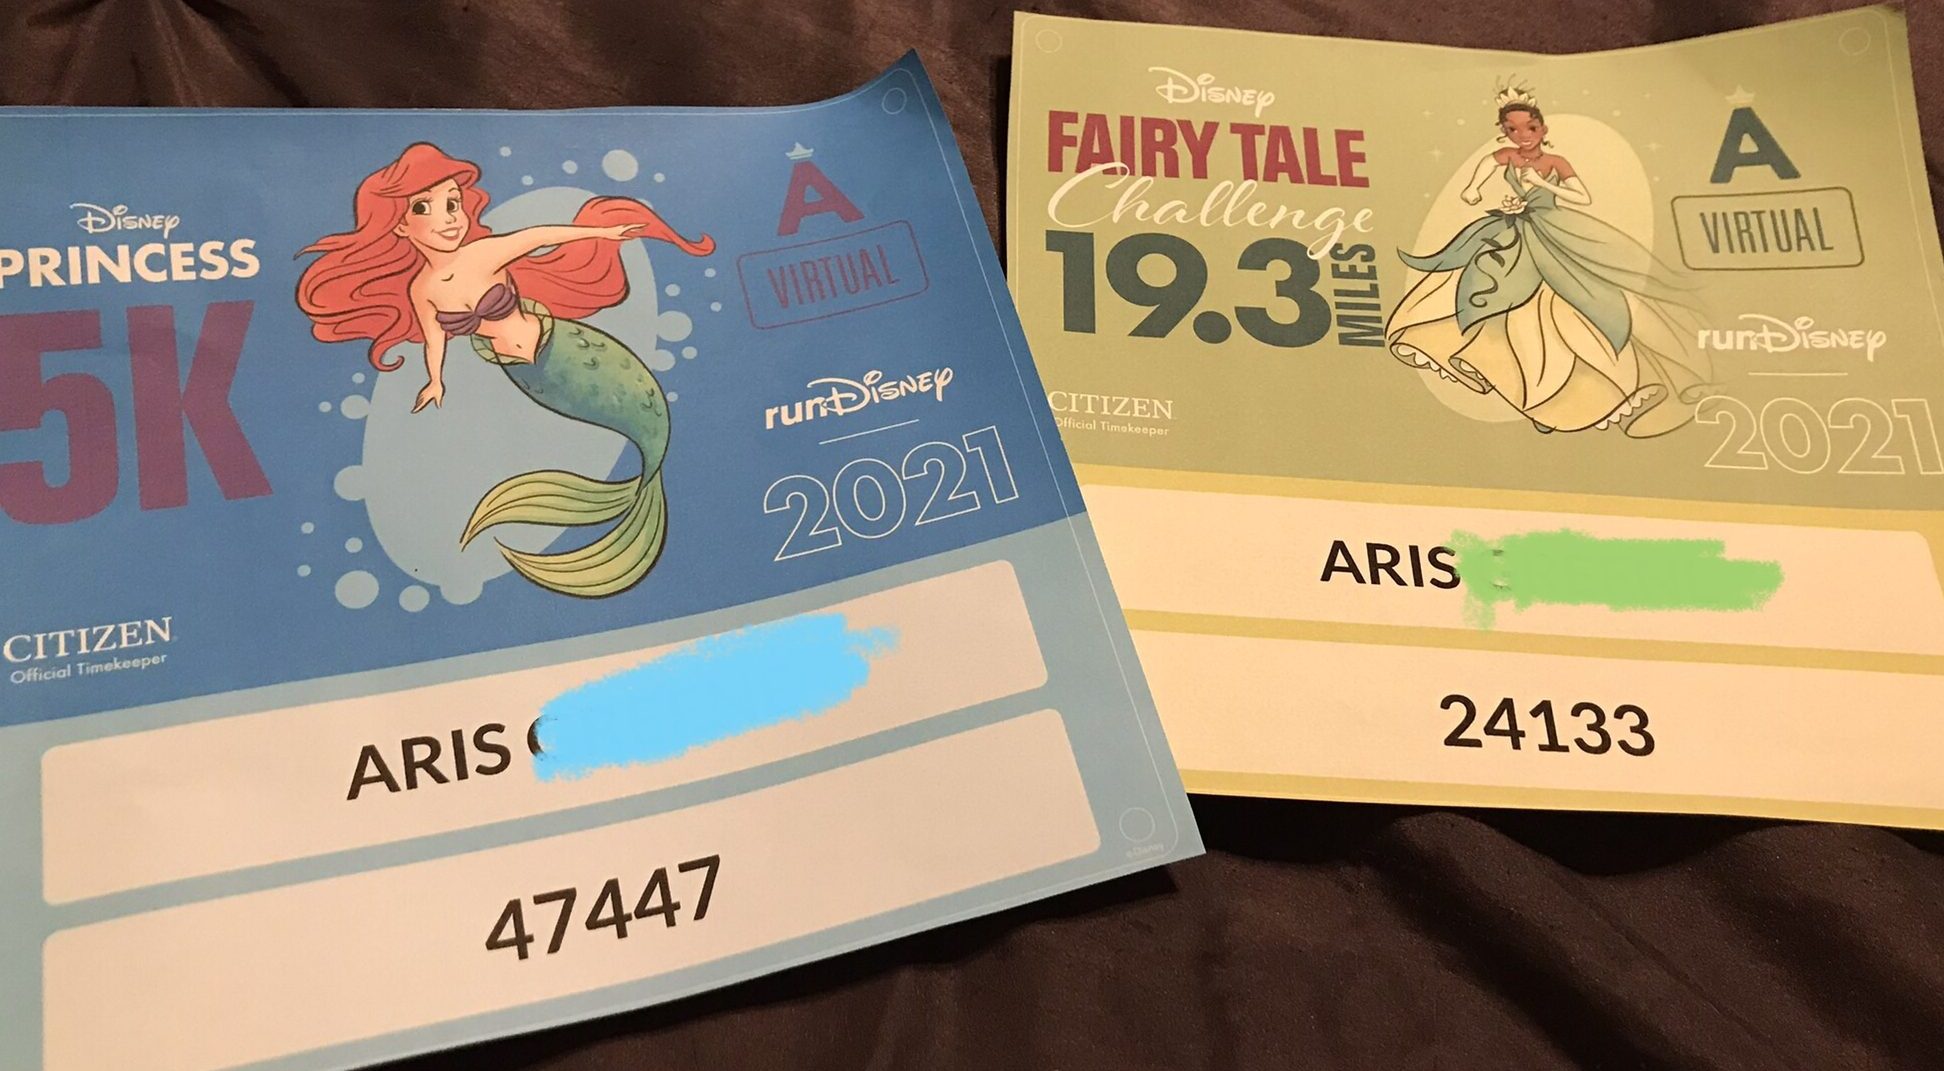 Disney
PRINCESS
5K
A
VIRTUAL
runDisney
2021
CITIZEN
Official Timekeeper
ARIS
47447
©Disney
Disney
FAIRY TALE
Challenge
19.3
MILES
A
VIRTUAL
runDisney
2021
CITIZEN
Official Timekeeper
ARIS
24133